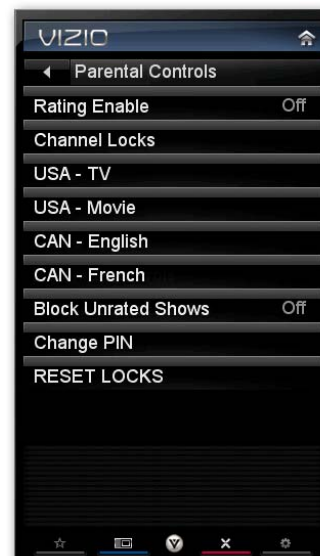 VIZIO
Parental Controls
Rating Enable Off
Channel Locks
USA - TV
USA - Movie
CAN - English
CAN - French
Block Unrated Shows Off
Change PIN
RESET LOCKS